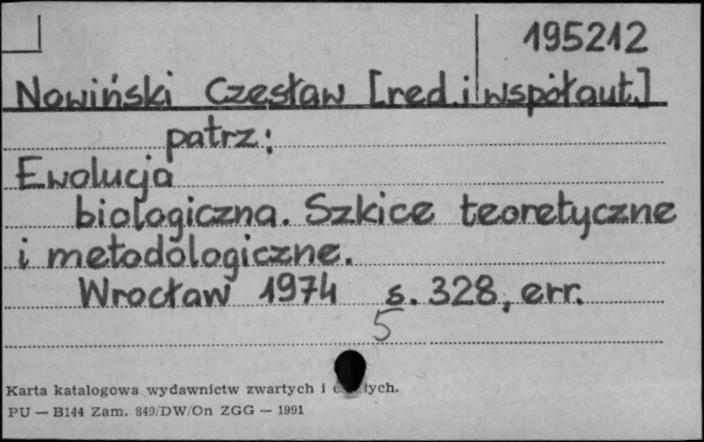 195212
Nowiński Czesław [red. i współaut.]
patrz:
Ewolucja
biologiczna. Szkice teoretyczne
i metodologiczne.
Wrocław 1974 s. 328, err.
5
Karta katalogowa wydawnictw zwartych i
PU — B144 Zam. 849/DW/On ZGG — 1991